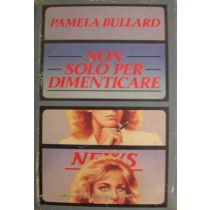 PAMELA BULLARD
NON
SOLO PER
DIMENTICARE
NEWS